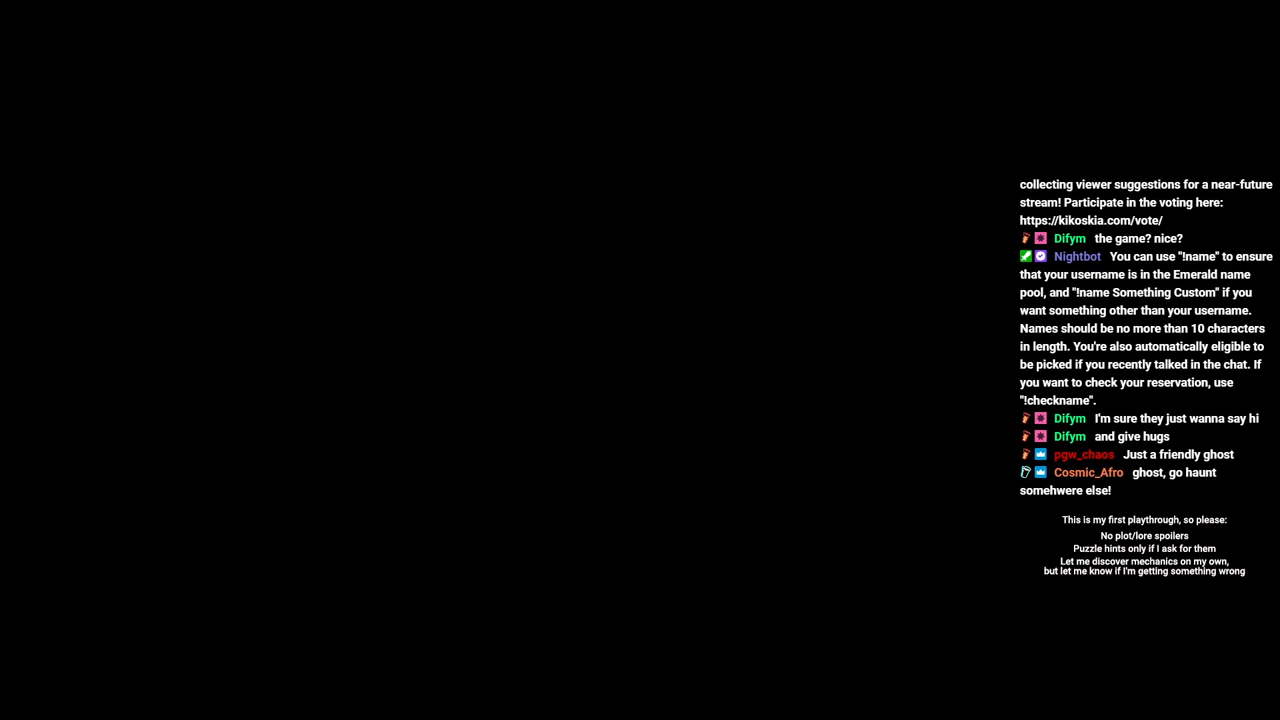 collecting viewer suggestions for a near-future
stream! Participate in the voting here:
https://kikoskia.com/vote/
Difym the game? nice?
Nightbot You can use "!name" to ensure
that your username is in the Emerald name
pool, and "!name Something Custom" if you
want something other than your username.
Names should be no more than 10 characters
in length. You're also automatically eligible to
be picked if you recently talked in the chat. If
you want to check your reservation, use
"!checkname".
Difym I'm sure they just wanna say hi
Difym and give hugs
pgw_chaos Just a friendly ghost
Cosmic_Afro ghost, go haunt
somehwere else!
This is my first playthrough, so please:
No plot/lore spoilers
Puzzle hints only if I ask for them
Let me discover mechanics on my own,
but let me know if I'm getting something wrong